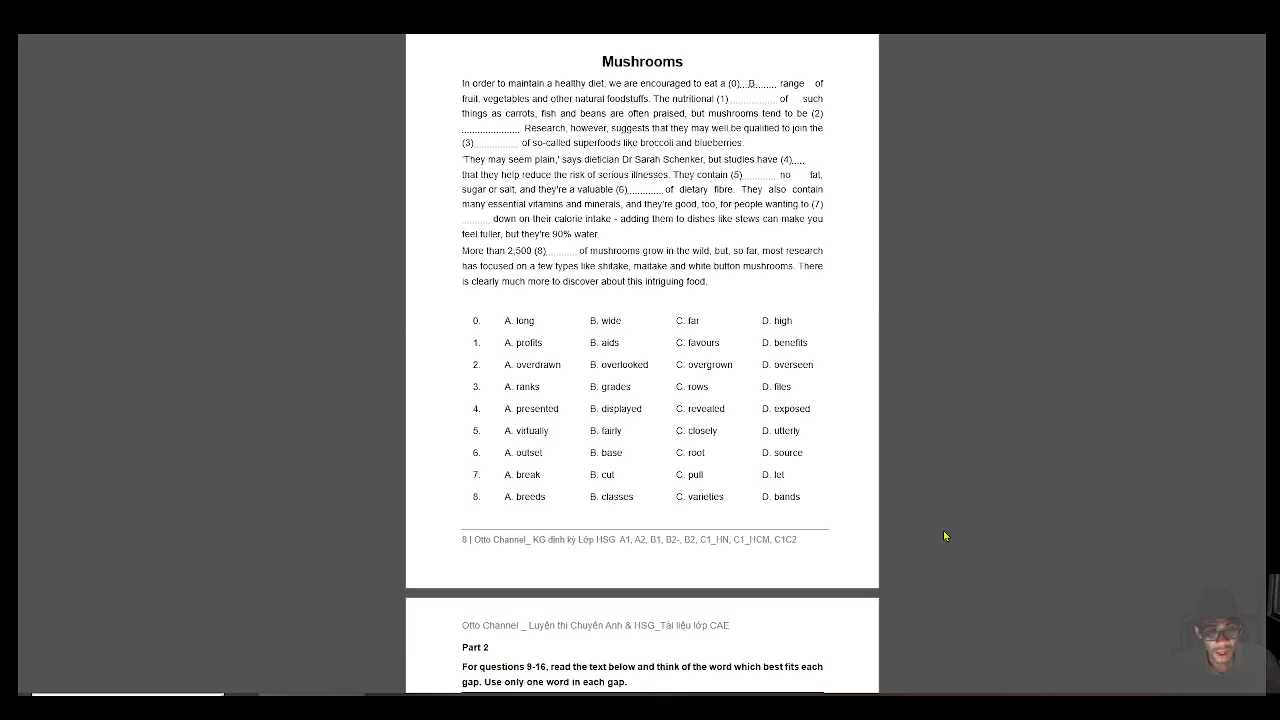 Mushrooms
In order to maintain a healthy diet, we are encouraged to eat a (0)....B........ range of
fruit, vegetables and other natural foodstuffs. The nutritional (1)................... of such
things as carrots, fish and beans are often praised, but mushrooms tend to be (2)
....................... Research, however, suggests that they may well be qualified to join the
(3)................. of so-called superfoods like broccoli and blueberries.
'They may seem plain,' says dietician Dr Sarah Schenker, but studies have (4)......
that they help reduce the risk of serious illnesses. They contain (5)............. no fat,
sugar or salt, and they're a valuable (6)............. of dietary fibre. They also contain
many essential vitamins and minerals, and they're good, too, for people wanting to (7)
........... down on their calorie intake - adding them to dishes like stews can make you
feel fuller, but they're 90% water.
More than 2,500 (8)............ of mushrooms grow in the wild, but, so far, most research
has focused on a few types like shitake, maitake and white button mushrooms. There
is clearly much more to discover about this intriguing food.
0. A. long B. wide C. far D. high
1. A. profits B. aids C. favours D. benefits
2. A. overdrawn B. overlooked C. overgrown D. overseen
3. A. ranks B. grades C. rows D. files
4. A. presented B. displayed C. revealed D. exposed
5. A. virtually B. fairly C. closely D. utterly
6. A. outset B. base C. root D. source
7. A. break B. cut C. pull D. let
8. A. breeds B. classes C. varieties D. bands
8 | Otto Channel_ KG định kỳ Lớp HSG A1, A2, B1, B2-, B2, C1_HN, C1_HCM, C1C2
Otto Channel _ Luyện thi Chuyên Anh & HSG_Tài liệu lớp CAE
Part 2
For questions 9-16, read the text below and think of the word which best fits each
gap. Use only one word in each gap.